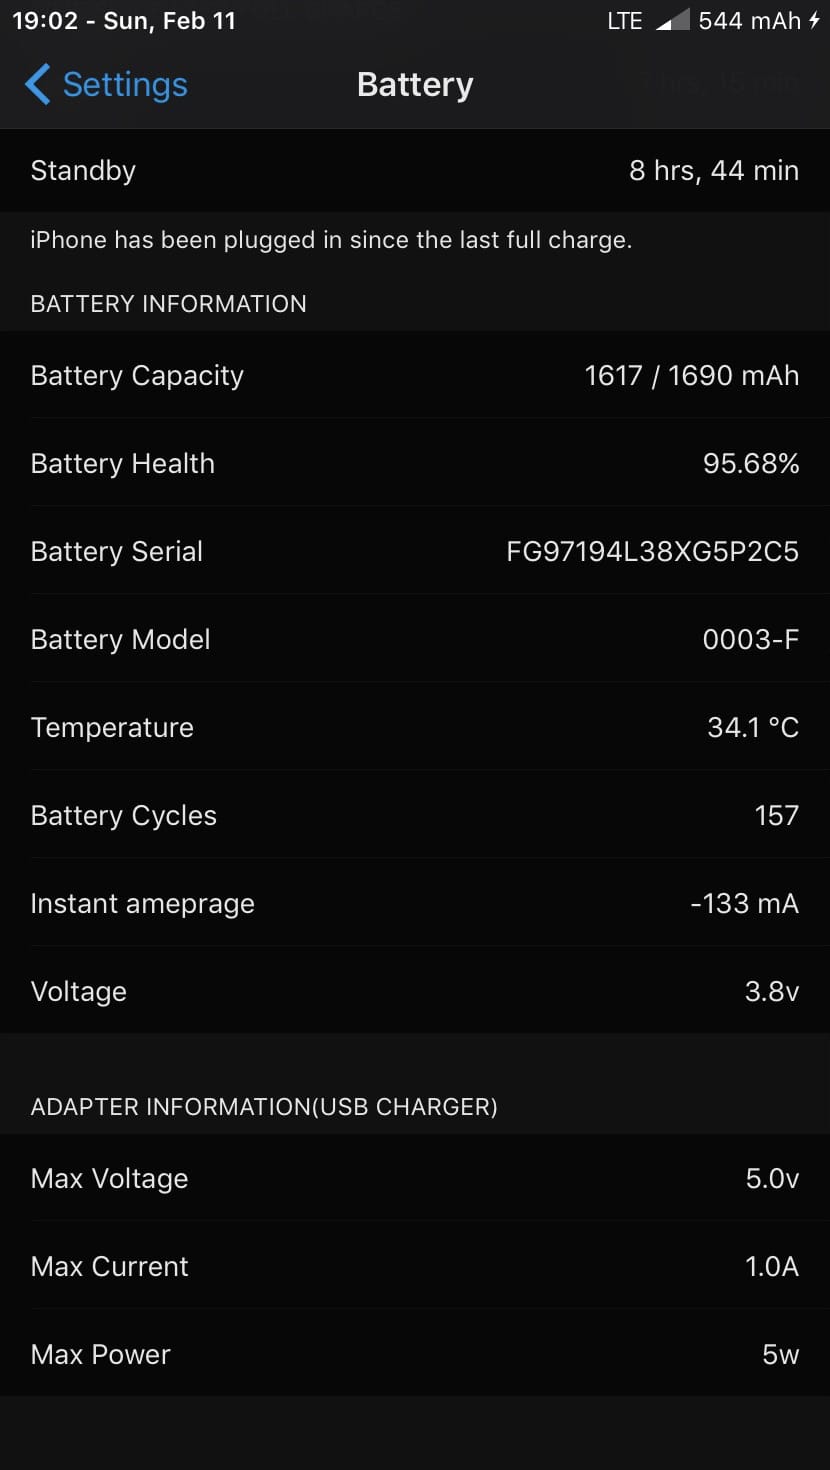 19:02 - Sun, Feb 11 LTE 544 mAh
Settings Battery
Standby 8 hrs, 44 min
iPhone has been plugged in since the last full charge.
BATTERY INFORMATION
Battery Capacity 1617 / 1690 mAh
Battery Health 95.68%
Battery Serial FG97194L38XG5P2C5
Battery Model 0003-F
Temperature 34.1 °C
Battery Cycles 157
Instant ameprage -133 mA
Voltage 3.8v
ADAPTER INFORMATION(USB CHARGER)
Max Voltage 5.0v
Max Current 1.0A
Max Power 5w